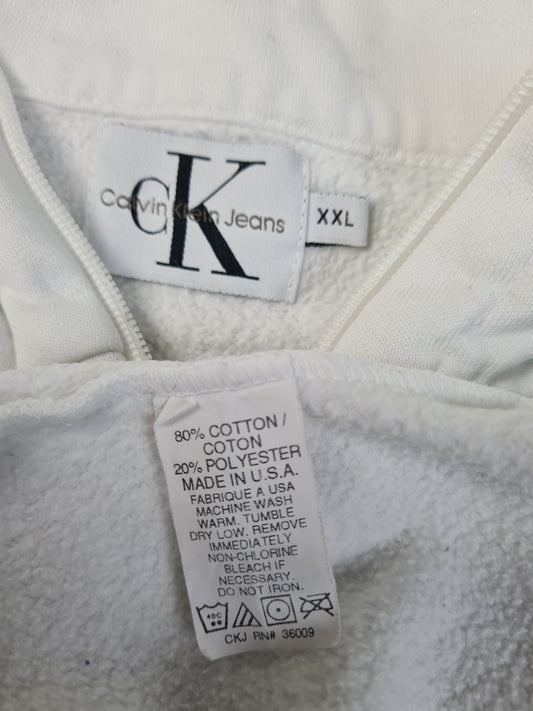 CK
Calvin Klein Jeans
XXL
80% COTTON /
COTON
20% POLYESTER
MADE IN U.S.A.
FABRIQUE A USA
MACHINE WASH
WARM. TUMBLE
DRY LOW. REMOVE
IMMEDIATELY
NON-CHLORINE
BLEACH IF
NECESSARY.
DO NOT IRON.
40C
CKJ RN# 36009